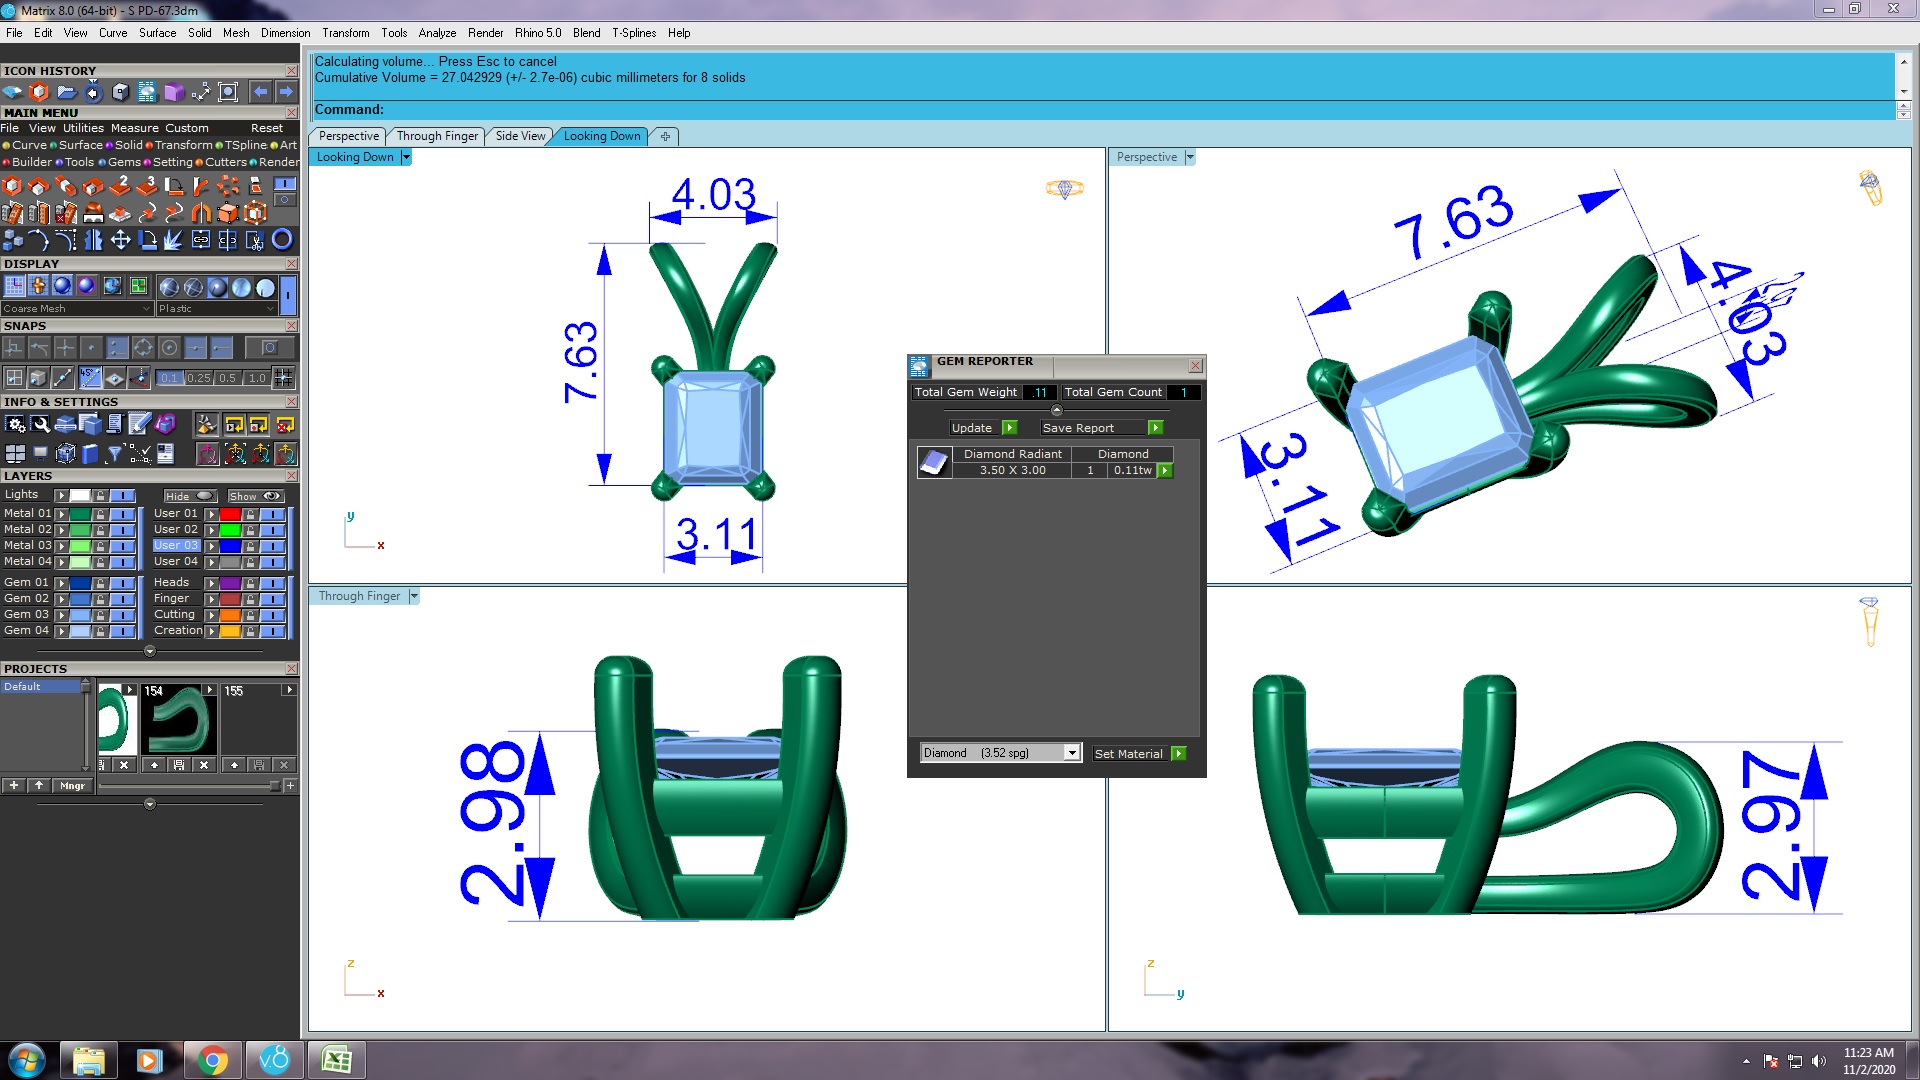 Matrix 8.0 (64-bit) - S PD-67.3dm
File Edit View Curve Surface Solid Mesh Dimension Transform Tools Analyze Render Rhino 5.0 Blend T-Splines Help
Calculating volume... Press Esc to cancel
Cumulative Volume = 27.042929 (+/- 2.7e-06) cubic millimeters for 8 solids
Command:
Perspective Through Finger Side View Looking Down
ICON HISTORY
MAIN MENU
File View Utilities Measure Custom Reset
Curve Surface Solid Transform TSpline Art
Builder Tools Gems Setting Cutters Render
DISPLAY
Coarse Mesh Plastic
SNAPS
45° 0.1 0.25 0.5 1.0
INFO & SETTINGS
LAYERS
Lights Hide Show
Metal 01 User 01
Metal 02 User 02
Metal 03 User 03
Metal 04 User 04
Gem 01 Heads
Gem 02 Finger
Gem 03 Cutting
Gem 04 Creation
PROJECTS
Default 154 155
Mngr
Looking Down
4.03
7.63
3.11
y
x
Perspective
7.63
4.03
3.11
GEM REPORTER
Total Gem Weight .11 Total Gem Count 1
Update Save Report
Diamond Radiant Diamond
3.50 X 3.00 1 0.11tw
Diamond (3.52 spg) Set Material
Through Finger
2.98
z
x
2.97
z
y
v8
11:23 AM
11/2/2020